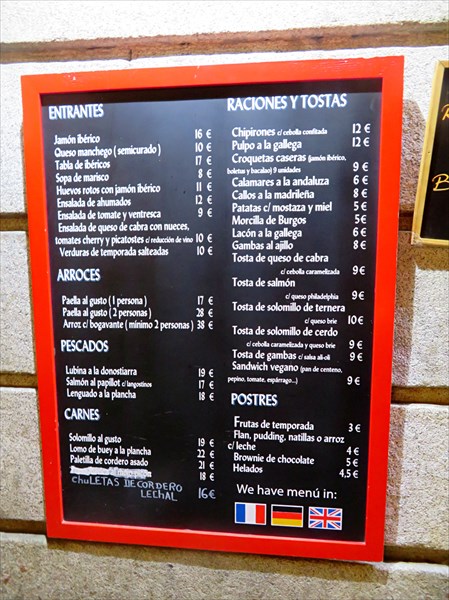 ENTRANTES
Jamón ibérico 16 €
Queso manchego ( semicurado ) 10 €
Tabla de ibéricos 17 €
Sopa de marisco 8 €
Huevos rotos con jamón ibérico 11 €
Ensalada de ahumados 12 €
Ensalada de tomate y ventresca 9 €
Ensalada de queso de cabra con nueces,
tomates cherry y picatostes c/ reducción de vino 10 €
Verduras de temporada salteadas 10 €
ARROCES
Paella al gusto ( 1 persona ) 17 €
Paella al gusto ( 2 personas ) 28 €
Arroz c/ bogavante ( mínimo 2 personas ) 38 €
PESCADOS
Lubina a la donostiarra 19 €
Salmón al papillot c/ langostinos 17 €
Lenguado a la plancha 18 €
CARNES
Solomillo al gusto 19 €
Lomo de buey a la plancha 22 €
Paletilla de cordero asado 21 €
18 €
CHULETAS DE CORDERO
LECHAL 16 €
RACIONES Y TOSTAS
Chipirones c/ cebolla confitada 12 €
Pulpo a la gallega 12 €
Croquetas caseras (jamón ibérico,
boletus y bacalao) 9 unidades 9 €
Calamares a la andaluza 6 €
Callos a la madrileña 8 €
Patatas c/ mostaza y miel 5 €
Morcilla de Burgos 5 €
Lacón a la gallega 6 €
Gambas al ajillo 8 €
Tosta de queso de cabra
c/ cebolla caramelizada 9 €
Tosta de salmón
c/ queso philadelphia 9 €
Tosta de solomillo de ternera
c/ queso brie 10 €
Tosta de solomillo de cerdo
c/ cebolla caramelizada y queso brie 9 €
Tosta de gambas c/ salsa ali-oli 9 €
Sandwich vegano (pan de centeno,
pepino, tomate, espárrago...) 9 €
POSTRES
Frutas de temporada 3 €
Flan, pudding, natillas o arroz
c/ leche 4 €
Brownie de chocolate 5 €
Helados 4,5 €
We have menú in: